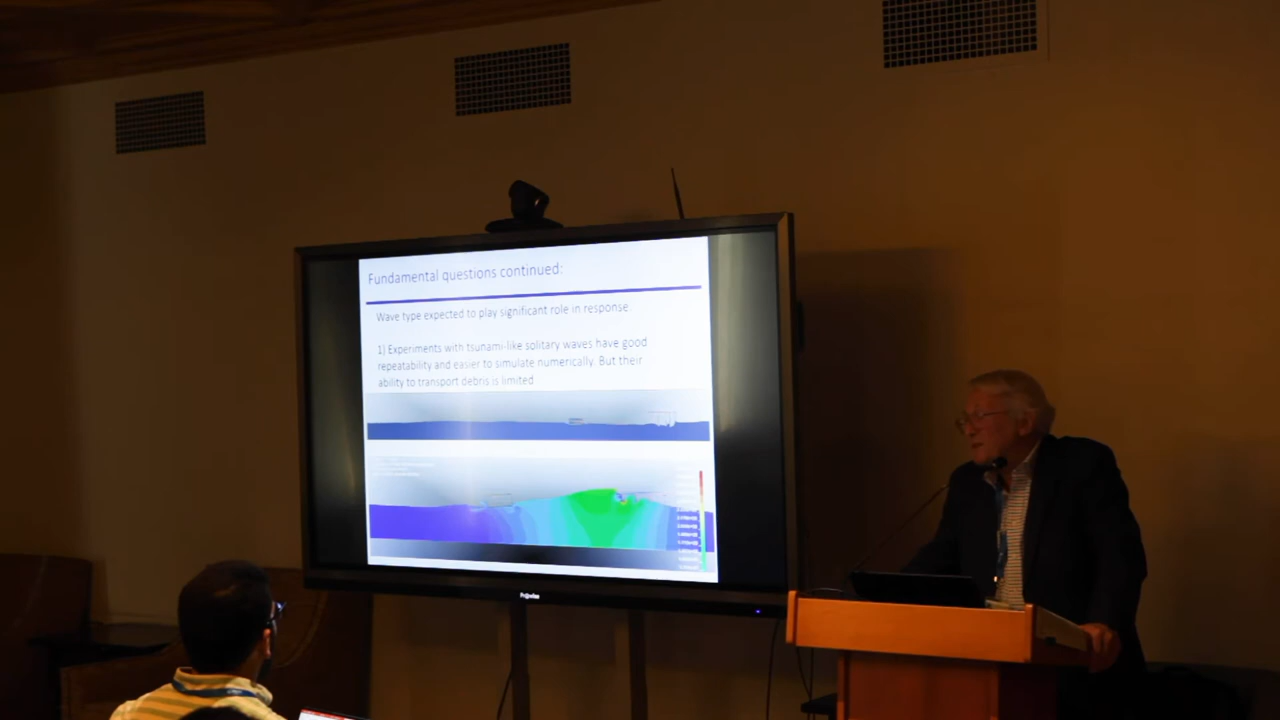 Fundamental questions continued:
Wave type expected to play significant role in response
1) Experiments with tsunami-like solitary waves have good
repeatability and easier to simulate numerically. But their
ability to transport debris is limited